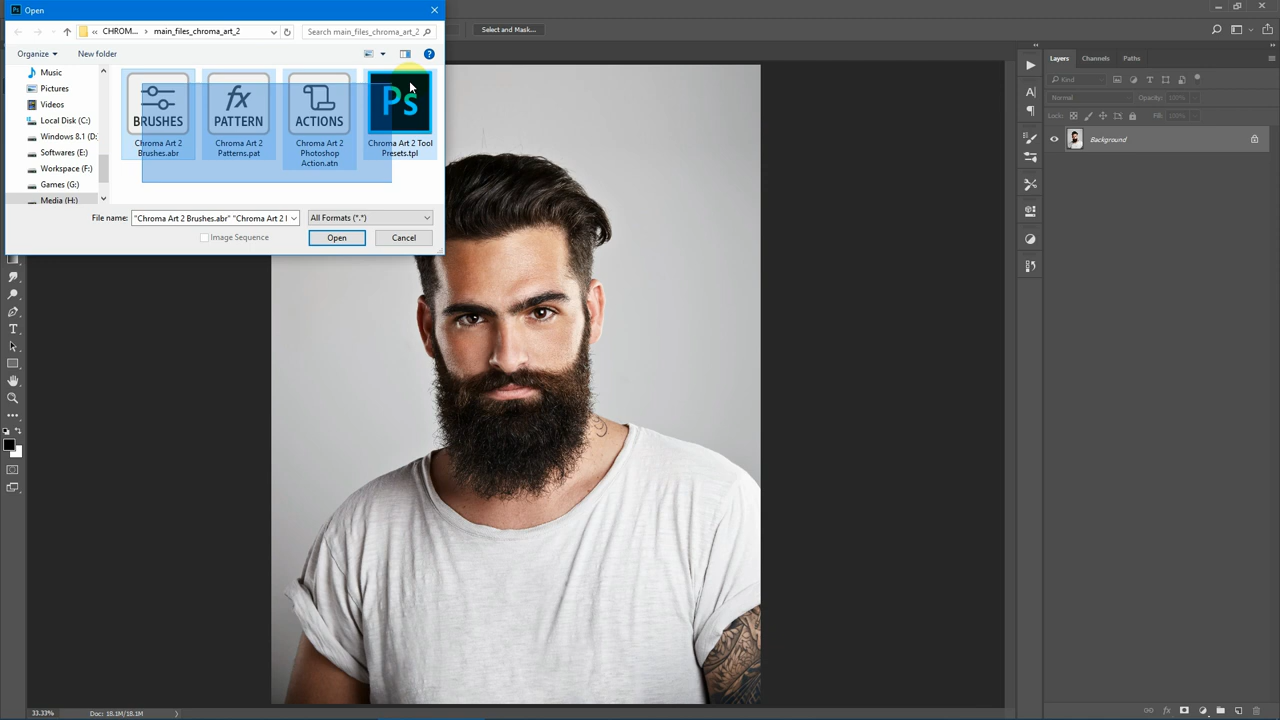 Open
« CHROM... › main_files_chroma_art_2
Search main_files_chroma_art_2
Organize
New folder
Music
Pictures
Videos
Local Disk (C:)
Windows 8.1 (D:
Softwares (E:)
Workspace (F:)
Games (G:)
Media (H:)
BRUSHES
Chroma Art 2
Brushes.abr
fx
PATTERN
Chroma Art 2
Patterns.pat
ACTIONS
Chroma Art 2
Photoshop
Action.atn
Ps
Chroma Art 2 Tool
Presets.tpl
File name:
"Chroma Art 2 Brushes.abr" "Chroma Art 2 I
All Formats (*.*)
Image Sequence
Open
Cancel
Select and Mask...
Layers
Channels
Paths
Kind
Normal
Opacity: 100%
Lock:
Fill: 100%
Background
33.33%
Doc: 18.1M/18.1M